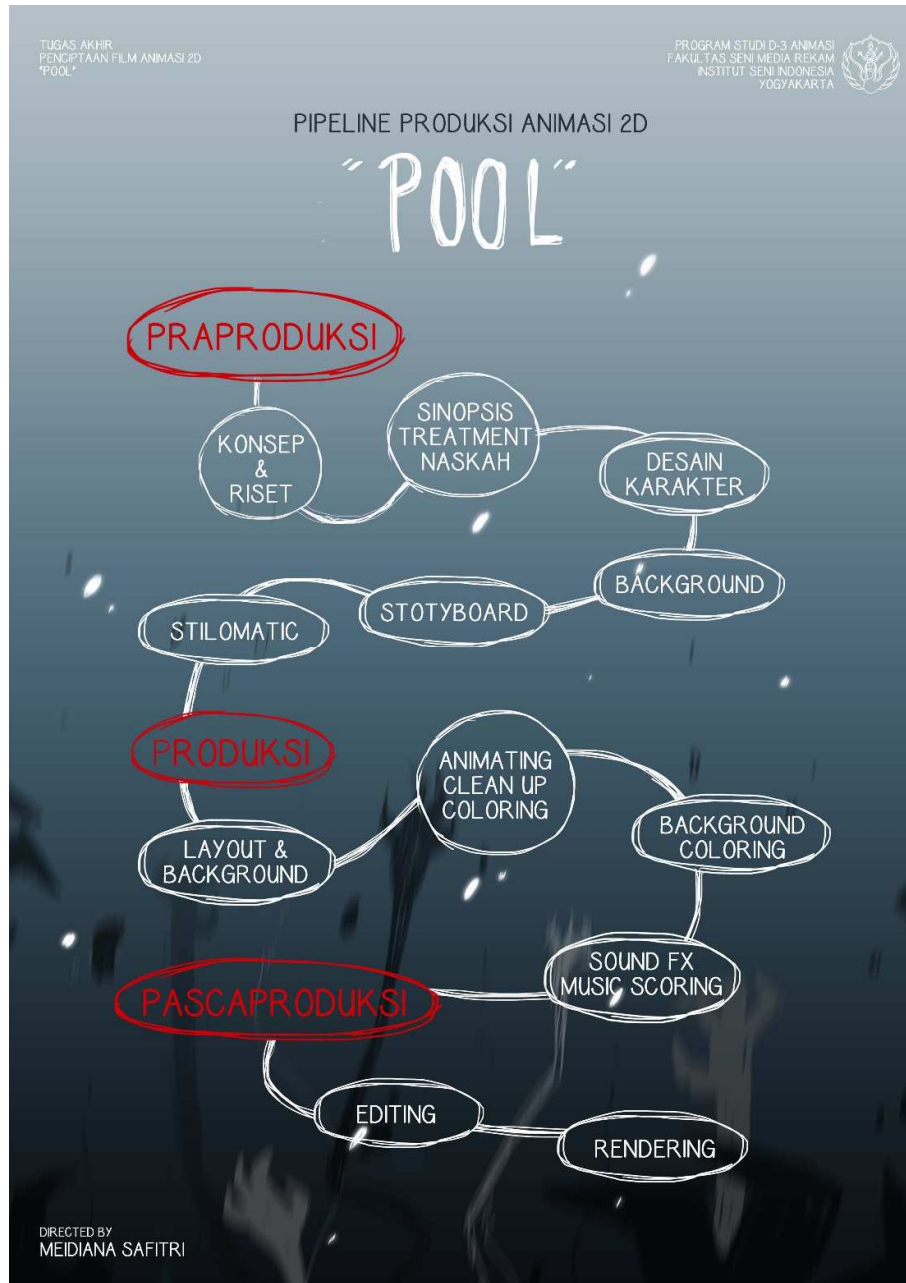 TUGAS AKHIR
PENCIPTAAN FILM ANIMASI 2D
"POOL"
PROGRAM STUDI D-3 ANIMASI
FAKULTAS SENI MEDIA REKAM
INSTITUT SENI INDONESIA
YOGYAKARTA
PIPELINE PRODUKSI ANIMASI 2D
"POOL"
PRAPRODUKSI
KONSEP
&
RISET
SINOPSIS
TREATMENT
NASKAH
DESAIN
KARAKTER
BACKGROUND
STOTYBOARD
STILOMATIC
PRODUKSI
LAYOUT &
BACKGROUND
ANIMATING
CLEAN UP
COLORING
BACKGROUND
COLORING
SOUND FX
MUSIC SCORING
PASCAPRODUKSI
EDITING
RENDERING
DIRECTED BY
MEIDIANA SAFITRI